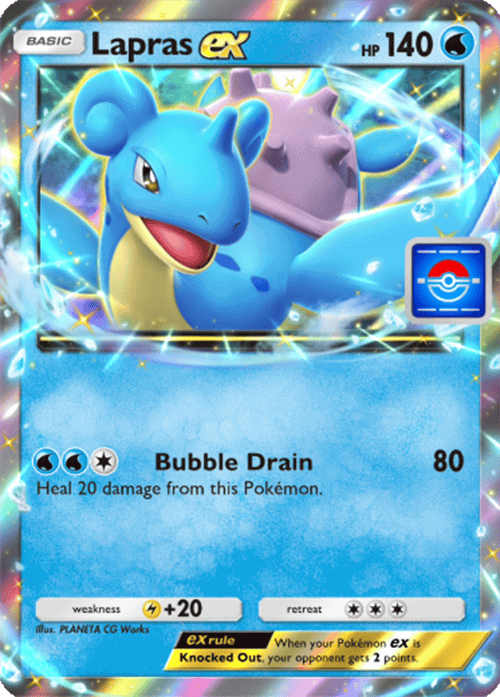 BASIC Lapras ex HP 140
Bubble Drain 80
Heal 20 damage from this Pokémon.
weakness +20 retreat
Illus. PLANETA CG Works
ex rule When your Pokémon ex is
Knocked Out, your opponent gets 2 points.